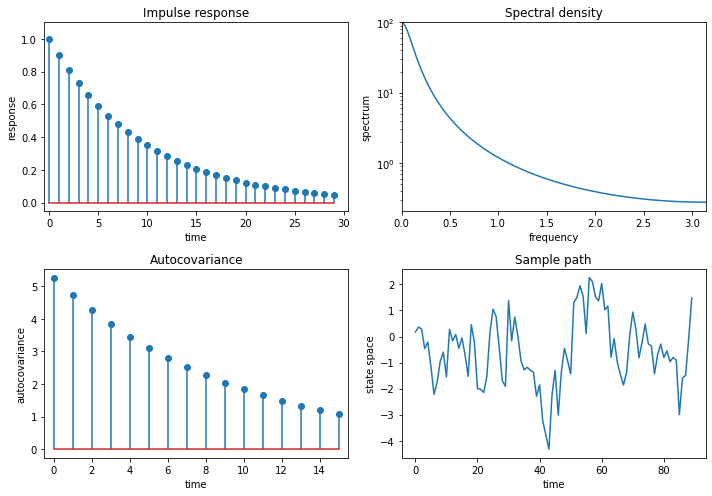 Impulse response
response
1.0
0.8
0.6
0.4
0.2
0.0
0 5 10 15 20 25 30
time
Spectral density
spectrum
10²
10¹
10⁰
0.0 0.5 1.0 1.5 2.0 2.5 3.0
frequency
Autocovariance
autocovariance
5
4
3
2
1
0
0 2 4 6 8 10 12 14
time
Sample path
state space
2
1
0
−1
−2
−3
−4
0 20 40 60 80
time